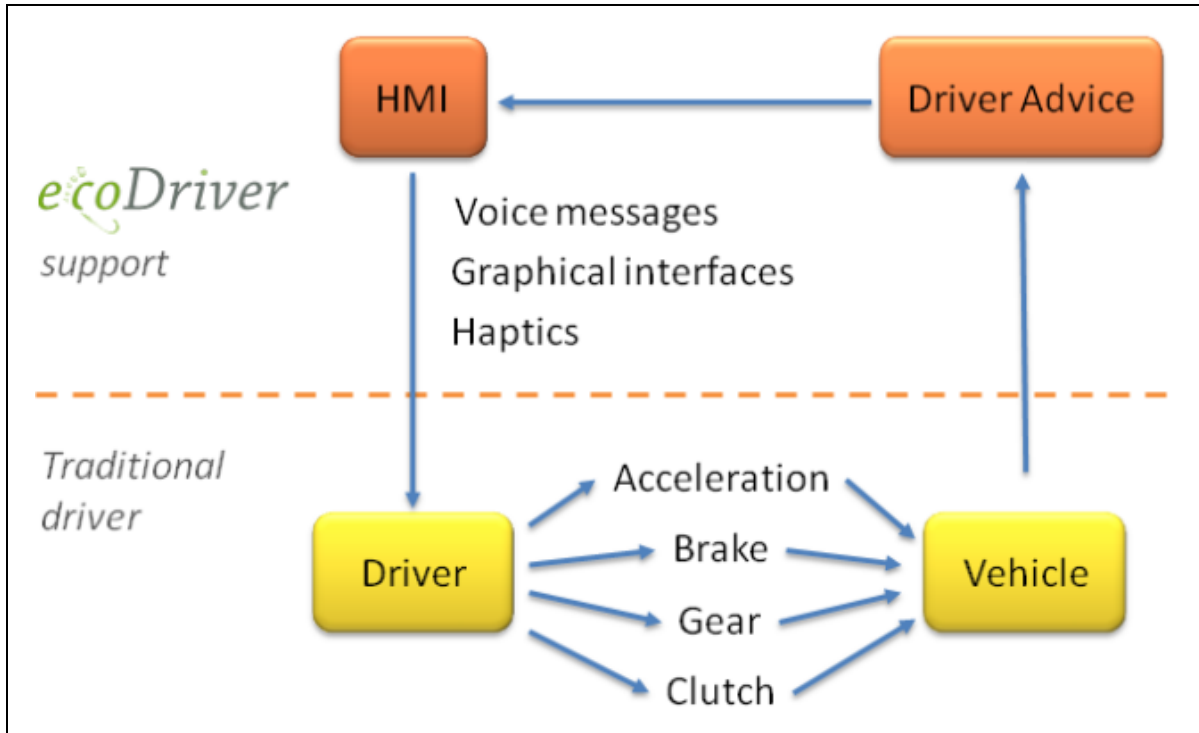 HMI
Driver Advice
ecoDriver
support
Voice messages
Graphical interfaces
Haptics
Traditional
driver
Acceleration
Brake
Driver
Vehicle
Gear
Clutch